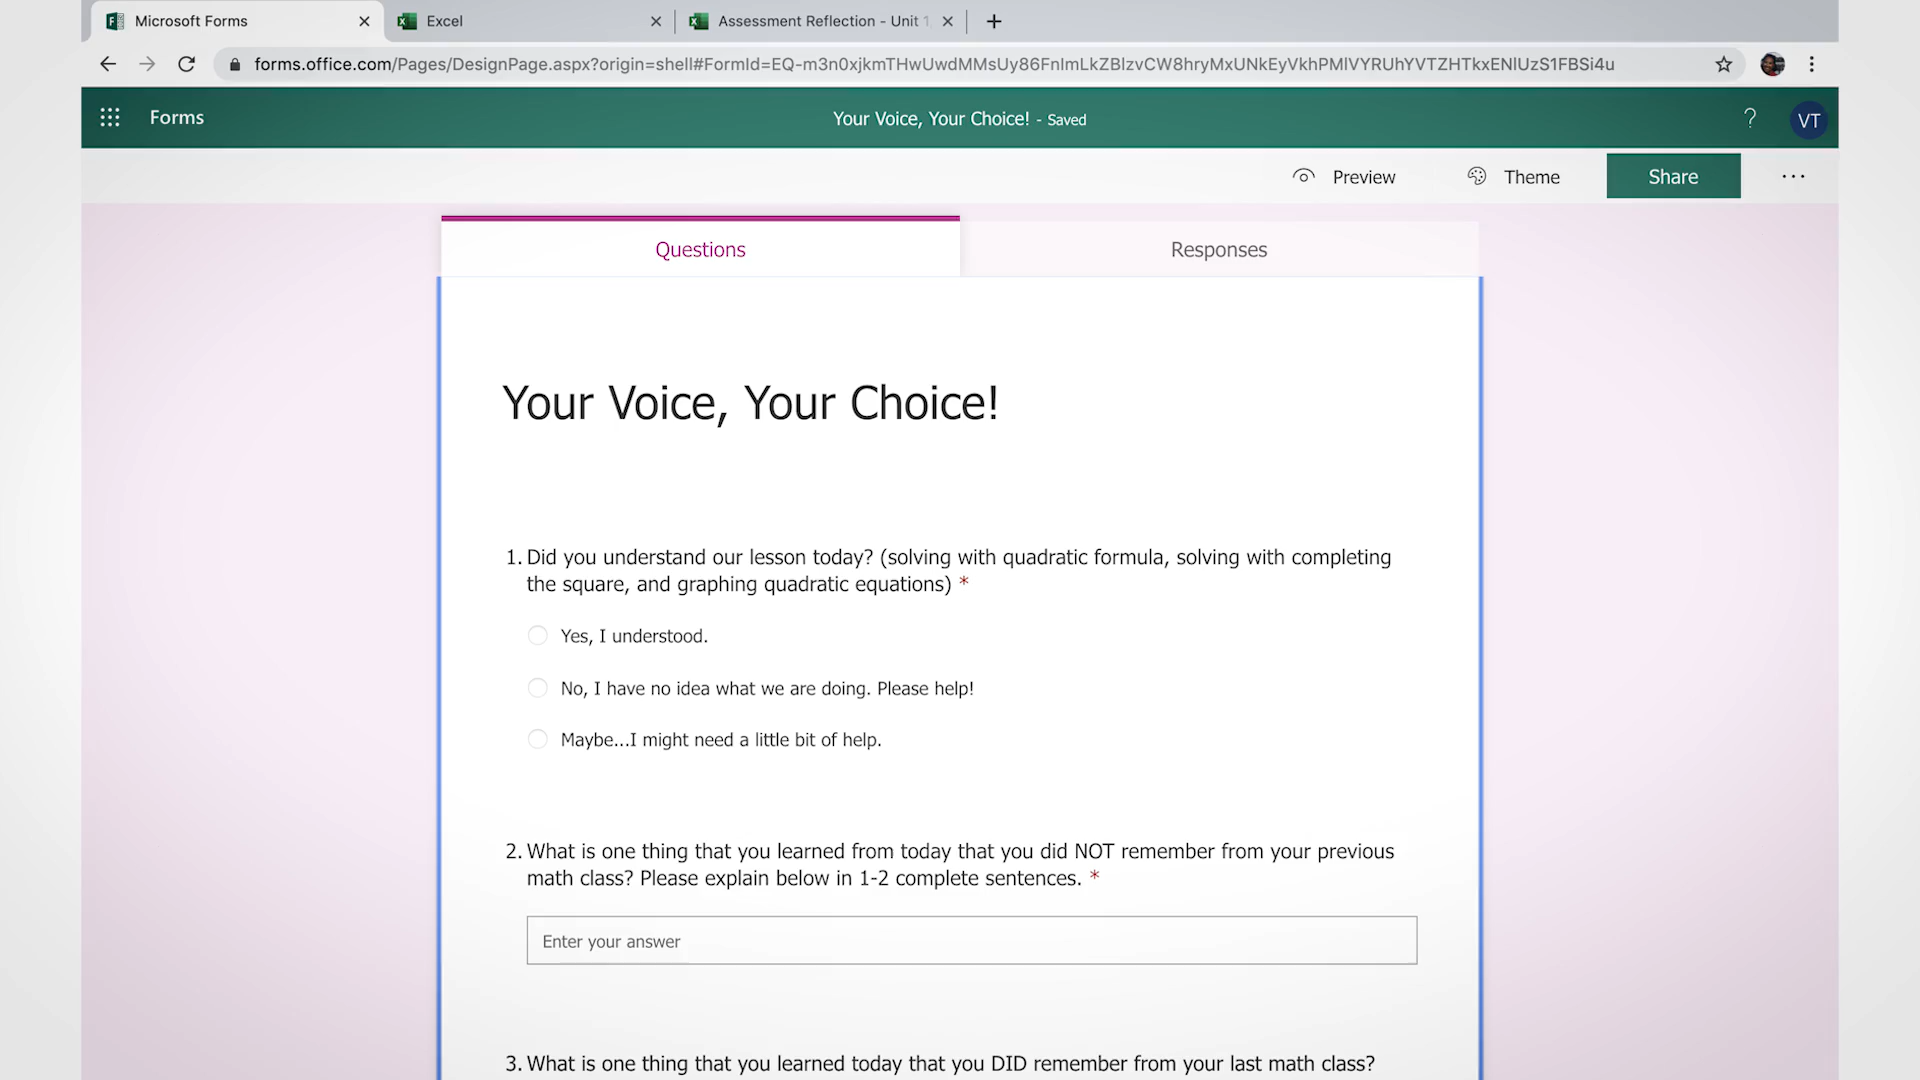 Microsoft Forms
Excel
Assessment Reflection - Unit 1
forms.office.com/Pages/DesignPage.aspx?origin=shell#FormId=EQ-m3n0xjkmTHwUwdMMsUy86FnlmLkZBlzvCW8hryMxUNkEyVkhPMlVYRUhYVTZHTkxENlUzS1FBSi4u
Forms
Your Voice, Your Choice! - Saved
?
VT
Preview
Theme
Share
Questions
Responses
Your Voice, Your Choice!
1. Did you understand our lesson today? (solving with quadratic formula, solving with completing
the square, and graphing quadratic equations) *
Yes, I understood.
No, I have no idea what we are doing. Please help!
Maybe...I might need a little bit of help.
2. What is one thing that you learned from today that you did NOT remember from your previous
math class? Please explain below in 1-2 complete sentences. *
Enter your answer
3. What is one thing that you learned today that you DID remember from your last math class?